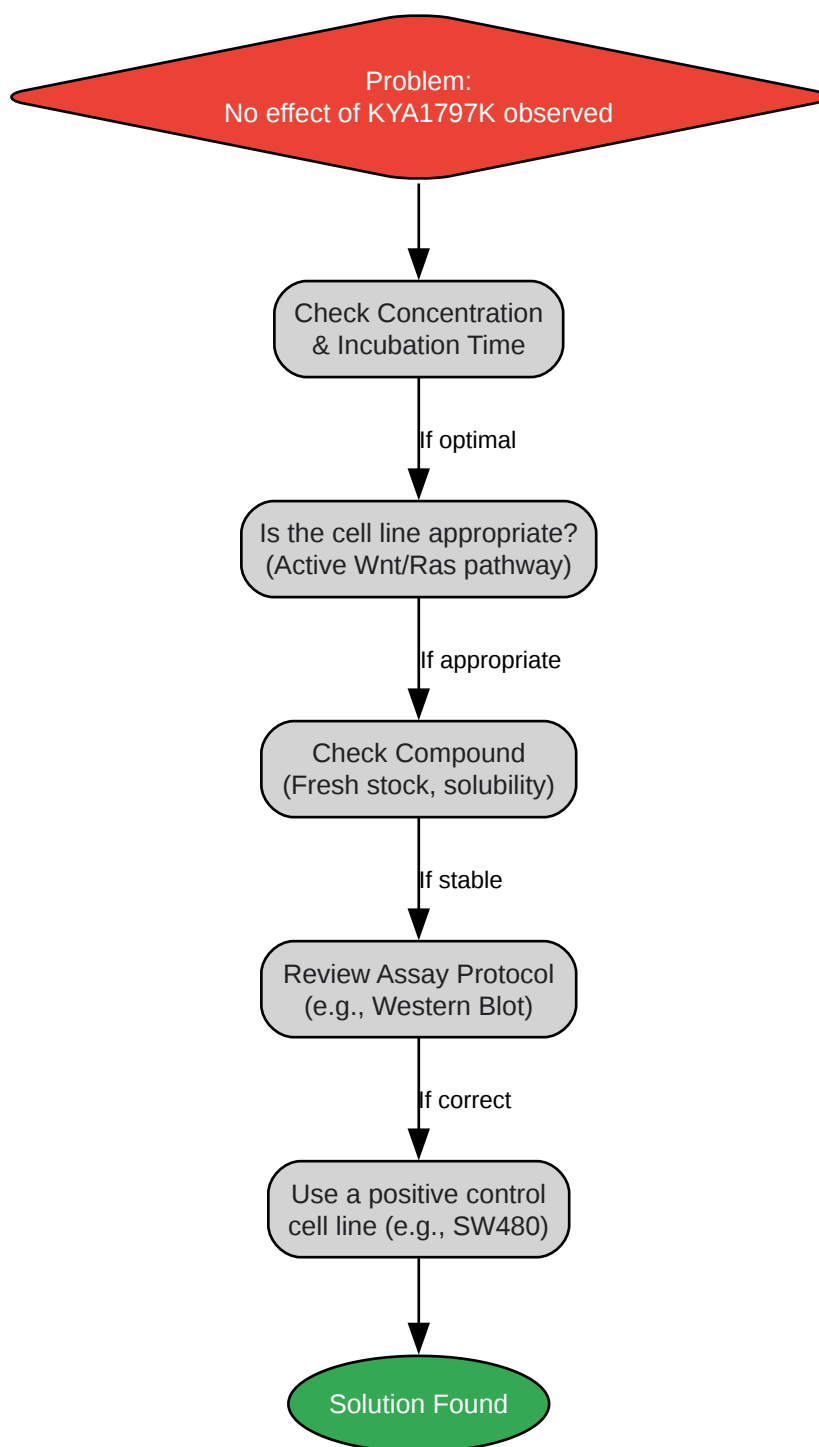 Problem:
No effect of KYA1797K observed
Check Concentration
& Incubation Time
If optimal
Is the cell line appropriate?
(Active Wnt/Ras pathway)
If appropriate
Check Compound
(Fresh stock, solubility)
If stable
Review Assay Protocol
(e.g., Western Blot)
If correct
Use a positive control
cell line (e.g., SW480)
Solution Found